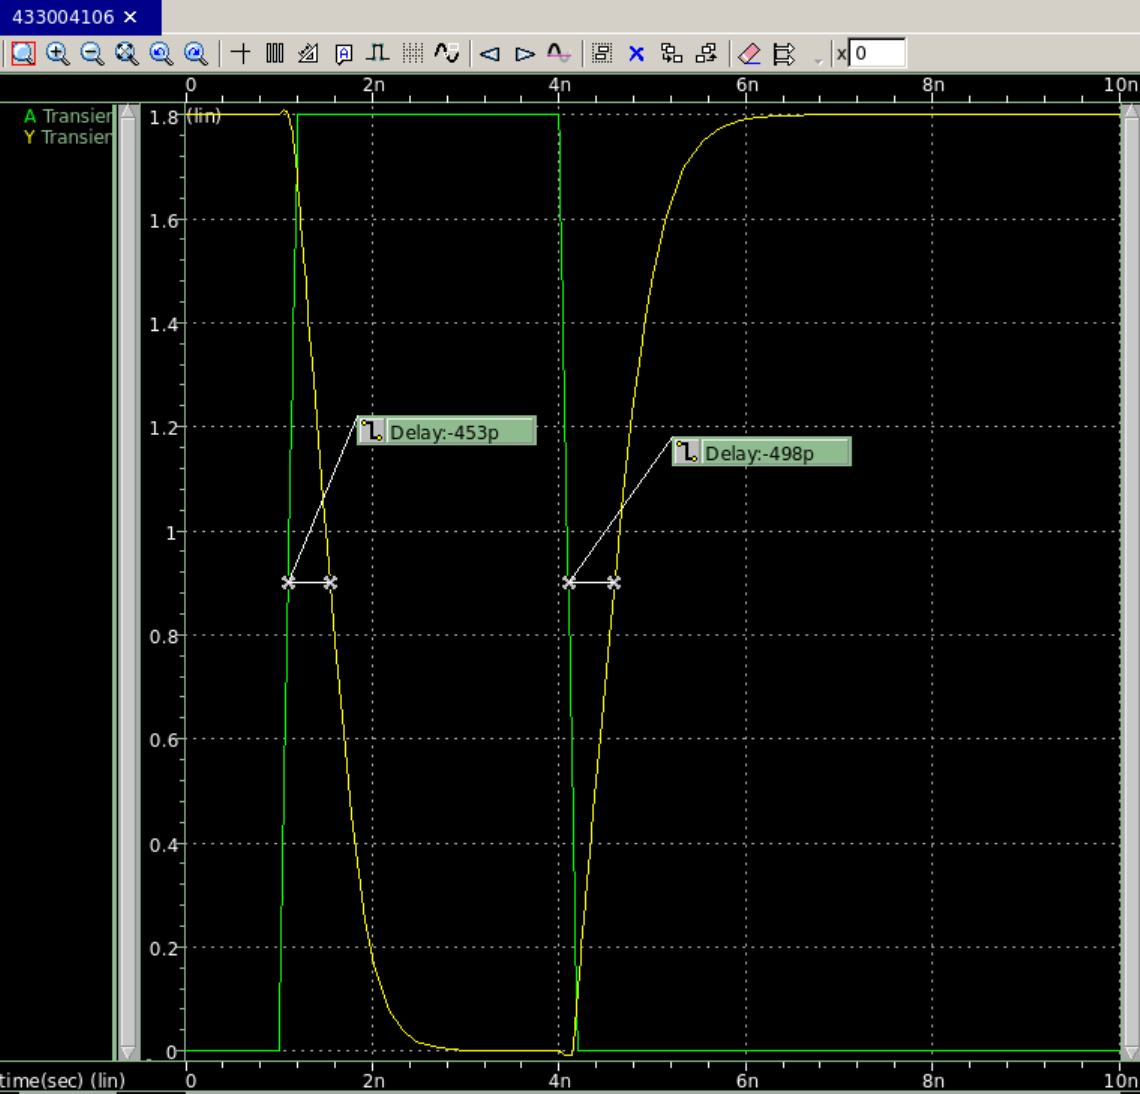 433004106
x 0
0 2n 4n 6n 8n 10n
A Transien
Y Transien
(lin)
1.8
1.6
1.4
1.2
1
0.8
0.6
0.4
0.2
0
Delay:-453p
Delay:-498p
time(sec) (lin) 0 2n 4n 6n 8n 10n